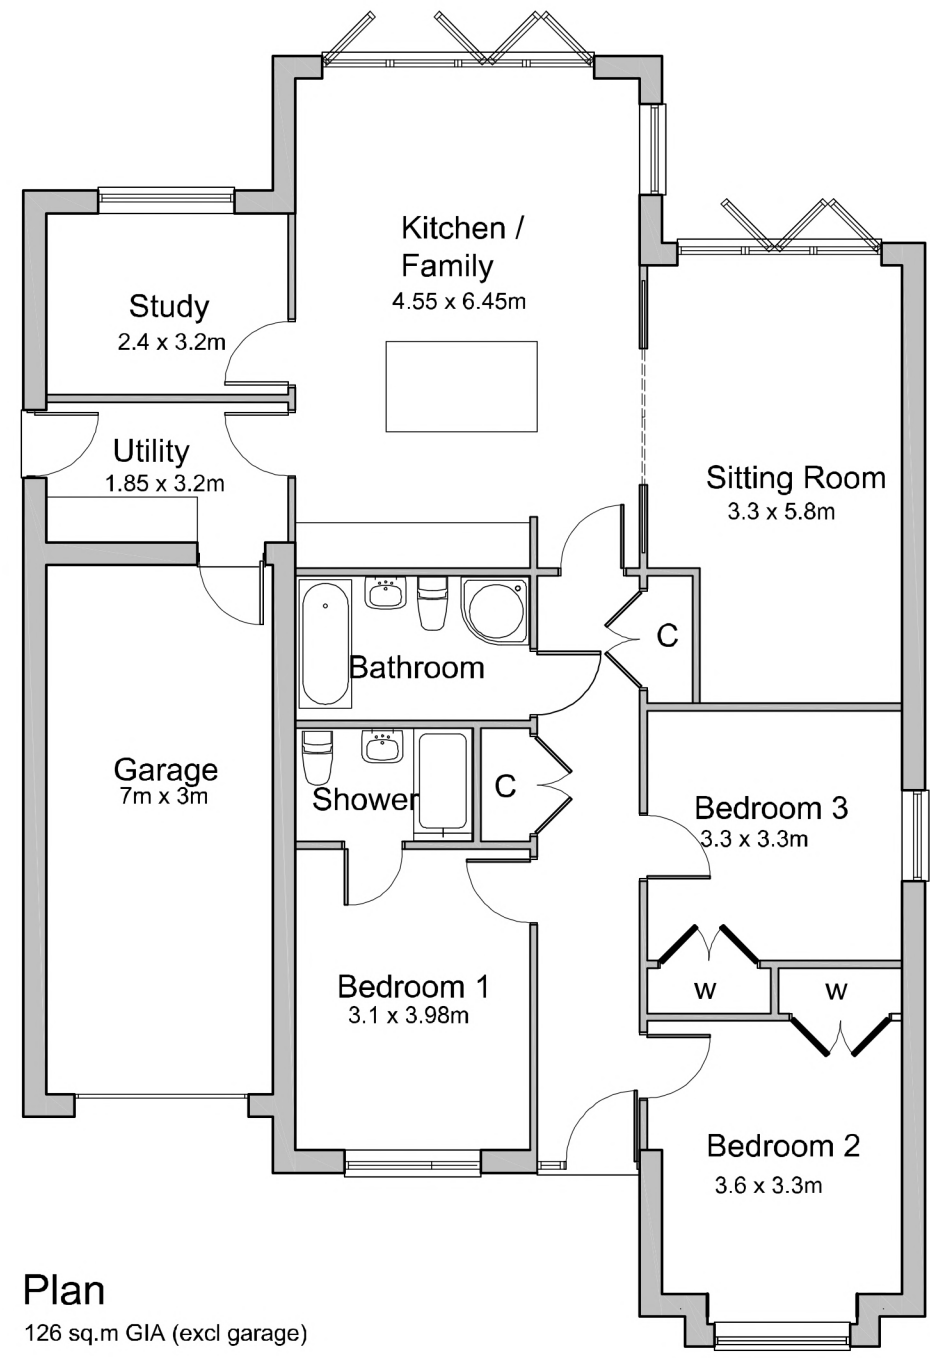 Kitchen /
Family
4.55 x 6.45m
Study
2.4 x 3.2m
Utility
1.85 x 3.2m
Sitting Room
3.3 x 5.8m
C
Bathroom
Garage
7m x 3m
Shower
C
Bedroom 3
3.3 x 3.3m
Bedroom 1
3.1 x 3.98m
w
w
Bedroom 2
3.6 x 3.3m
Plan
126 sq.m GIA (excl garage)